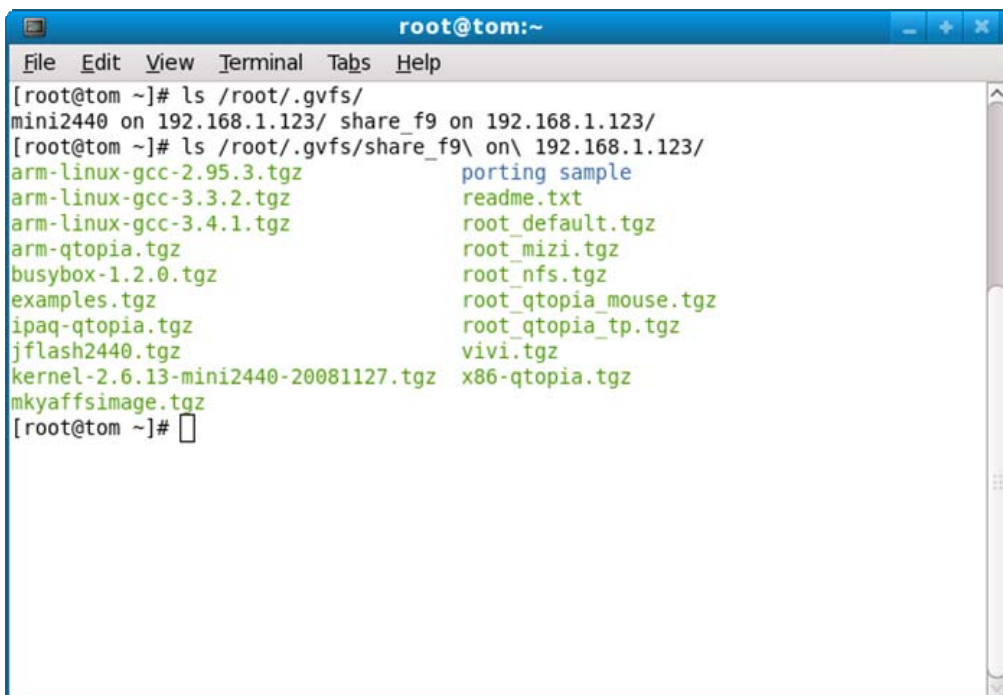 root@tom:~
File Edit View Terminal Tabs Help
[root@tom ~]# ls /root/.gvfs/
mini2440 on 192.168.1.123/ share_f9 on 192.168.1.123/
[root@tom ~]# ls /root/.gvfs/share_f9\ on\ 192.168.1.123/
arm-linux-gcc-2.95.3.tgz porting sample
arm-linux-gcc-3.3.2.tgz readme.txt
arm-linux-gcc-3.4.1.tgz root_default.tgz
arm-qtopia.tgz root_mizi.tgz
busybox-1.2.0.tgz root_nfs.tgz
examples.tgz root_qtopia_mouse.tgz
ipaq-qtopia.tgz root_qtopia_tp.tgz
jflash2440.tgz vivi.tgz
kernel-2.6.13-mini2440-20081127.tgz x86-qtopia.tgz
mkyaffsimage.tgz
[root@tom ~]#